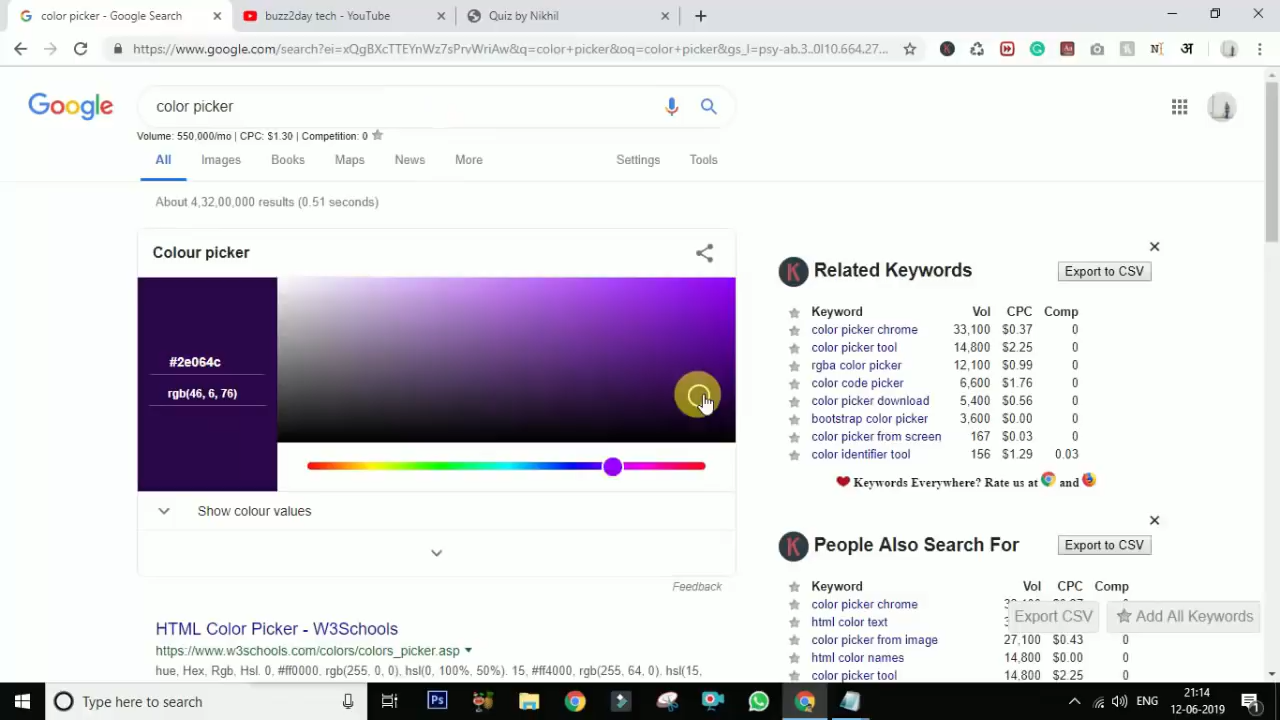 color picker - Google Search
buzz2day tech - YouTube
Quiz by Nikhil
https://www.google.com/search?ei=xQgBXcTTEYnWz7sPrvWriAw&q=color+picker&oq=color+picker&gs_l=psy-ab.3..0l10.664.27...
Google
color picker
Volume: 550,000/mo | CPC: $1.30 | Competition: 0
All Images Books Maps News More Settings Tools
About 4,32,00,000 results (0.51 seconds)
Colour picker
#2e064c
rgb(46, 6, 76)
Show colour values
Feedback
HTML Color Picker - W3Schools
https://www.w3schools.com/colors/colors_picker.asp
hue, Hex, Rgb, Hsl. 0, #ff0000, rgb(255, 0, 0), hsl(0, 100%, 50%). 15, #ff4000, rgb(255, 64, 0), hsl(15,
K Related Keywords Export to CSV
Keyword Vol CPC Comp
color picker chrome 33,100 $0.37 0
color picker tool 14,800 $2.25 0
rgba color picker 12,100 $0.99 0
color code picker 6,600 $1.76 0
color picker download 5,400 $0.56 0
bootstrap color picker 3,600 $0.00 0
color picker from screen 167 $0.03 0
color identifier tool 156 $1.29 0.03
Keywords Everywhere? Rate us at and
K People Also Search For Export to CSV
Keyword Vol CPC Comp
color picker chrome 0
html color text
color picker from image 27,100 $0.43 0
html color names 14,800 $0.00 0
color picker tool 14,800 $2.25 0
Export CSV Add All Keywords
Type here to search
Ps
ENG
21:14
12-06-2019